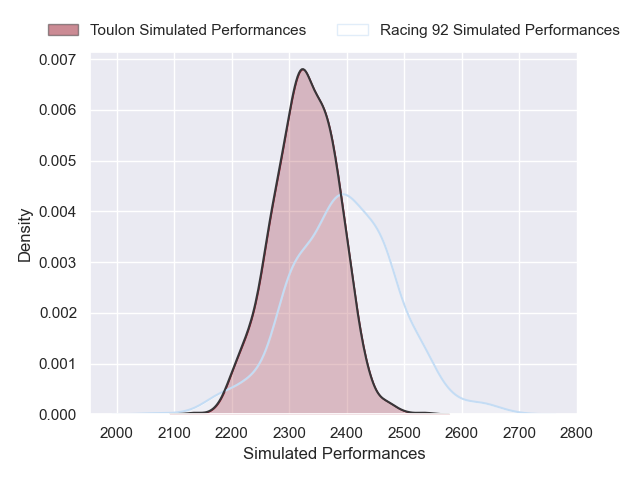 Toulon Simulated Performances Racing 92 Simulated Performances
0.007
0.006
0.005
0.004
0.003
0.002
0.001
0.000
Density
2000 2100 2200 2300 2400 2500 2600 2700 2800
Simulated Performances